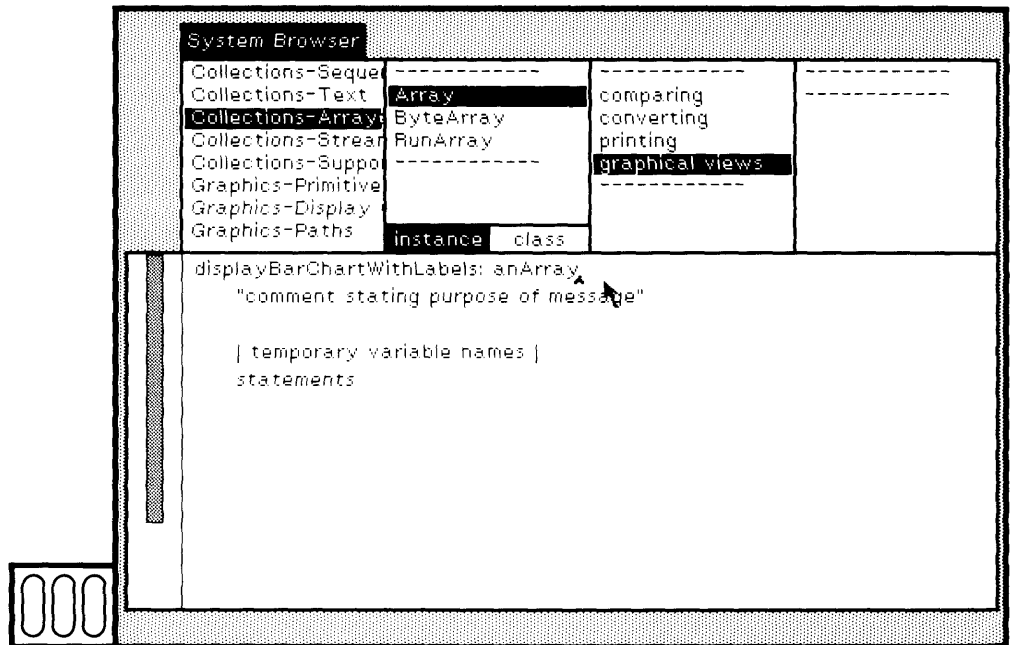 System Browser
Collections-Seque
Collections-Text
Collections-Array
Collections-Stream
Collections-Suppo
Graphics-Primitive
Graphics-Display
Graphics-Paths
------------
Array
ByteArray
RunArray
------------
instance class
------------
comparing
converting
printing
graphical views
------------
------------
------------
displayBarChartWithLabels: anArray
"comment stating purpose of message"
| temporary variable names |
statements